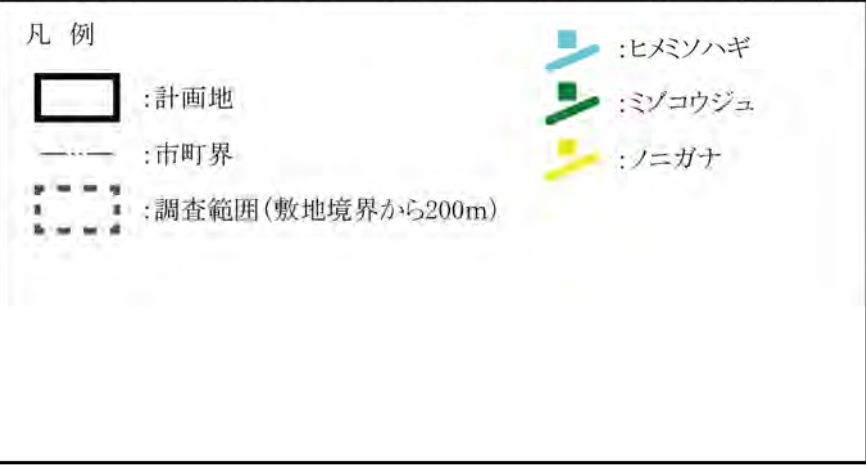 凡 例
:計画地
:市町界
:調査範囲(敷地境界から200m)
:ヒメミソハギ
:ミゾコウジュ
:ノニガナ